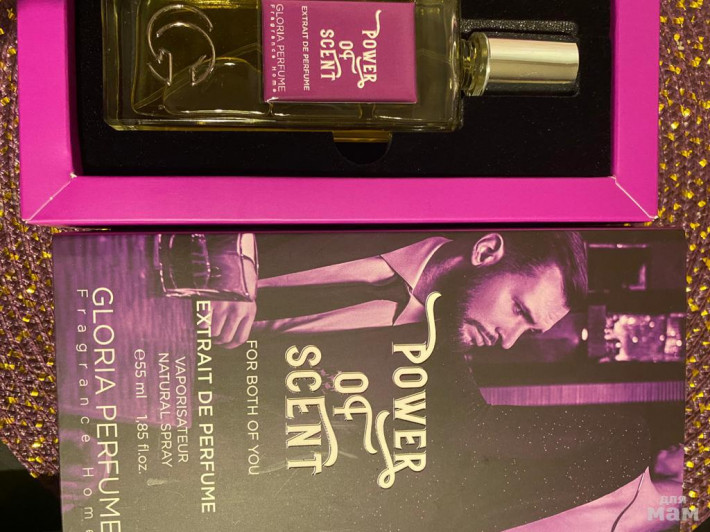 POWER
OF
SCENT
EXTRAIT DE PERFUME
GLORIA PERFUME
Fragrance Home
POWER
OF
SCENT
FOR BOTH OF YOU
EXTRAIT DE PERFUME
VAPORISATEUR
NATURAL SPRAY
e55 ml 1,85 fl.oz.
GLORIA PERFUME
Fragrance Home
для
мам